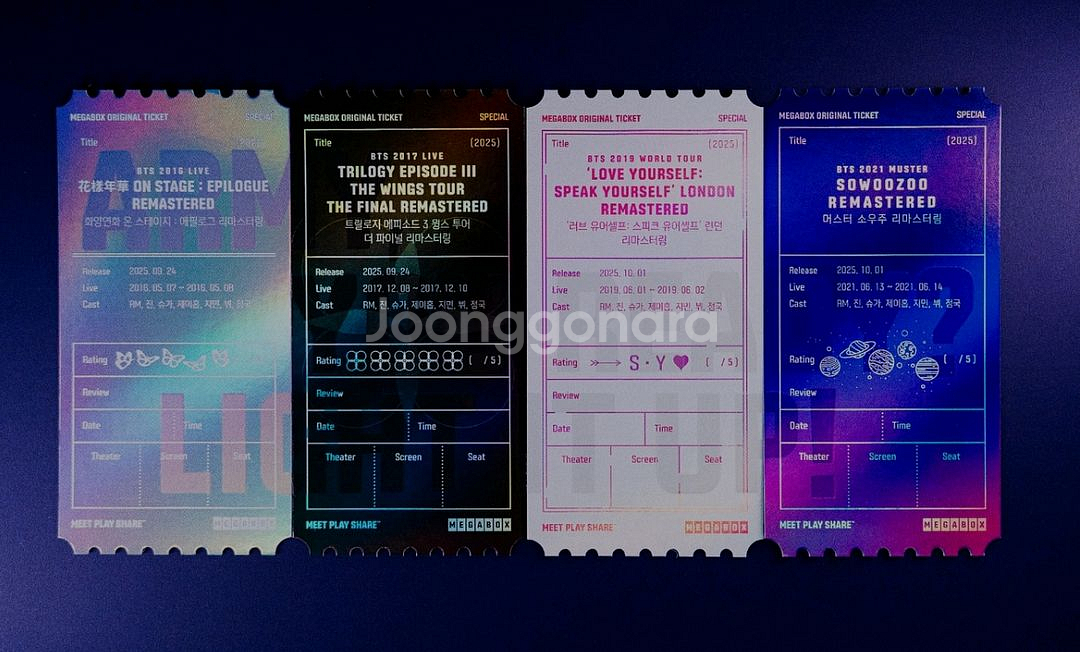 MEGABOX ORIGINAL TICKET SPECIAL
Title (2025)
BTS 2016 LIVE
花樣年華 ON STAGE : EPILOGUE
REMASTERED
화양연화 온 스테이지 : 에필로그 리마스터링
Release 2025. 09. 24
Live 2016. 05. 07 ~ 2016. 05. 08
Cast RM, 진, 슈가, 제이홉, 지민, 뷔, 정국
Rating
Review
Date Time
Theater Screen Seat
MEET PLAY SHARE™ MEGABOX
MEGABOX ORIGINAL TICKET SPECIAL
Title (2025)
BTS 2017 LIVE
TRILOGY EPISODE III
THE WINGS TOUR
THE FINAL REMASTERED
트릴로지 에피소드 3 윙스 투어
더 파이널 리마스터링
Release 2025. 09. 24
Live 2017. 12. 08 ~ 2017. 12. 10
Cast RM, 진, 슈가, 제이홉, 지민, 뷔, 정국
Rating ( / 5)
Review
Date Time
Theater Screen Seat
MEET PLAY SHARE™ MEGABOX
MEGABOX ORIGINAL TICKET SPECIAL
Title (2025)
BTS 2019 WORLD TOUR
'LOVE YOURSELF:
SPEAK YOURSELF' LONDON
REMASTERED
'러브 유어셀프: 스피크 유어셀프' 런던
리마스터링
Release 2025. 10. 01
Live 2019. 06. 01 ~ 2019. 06. 02
Cast RM, 진, 슈가, 제이홉, 지민, 뷔, 정국
Rating S · Y ( / 5)
Review
Date Time
Theater Screen Seat
MEET PLAY SHARE™ MEGABOX
MEGABOX ORIGINAL TICKET SPECIAL
Title (2025)
BTS 2021 MUSTER
SOWOOZOO
REMASTERED
머스터 소우주 리마스터링
Release 2025. 10. 01
Live 2021. 06. 13 ~ 2021. 06. 14
Cast RM, 진, 슈가, 제이홉, 지민, 뷔, 정국
Rating ( / 5)
Review
Date Time
Theater Screen Seat
MEET PLAY SHARE™ MEGABOX
LIGHT IT UP!
Joonggonara